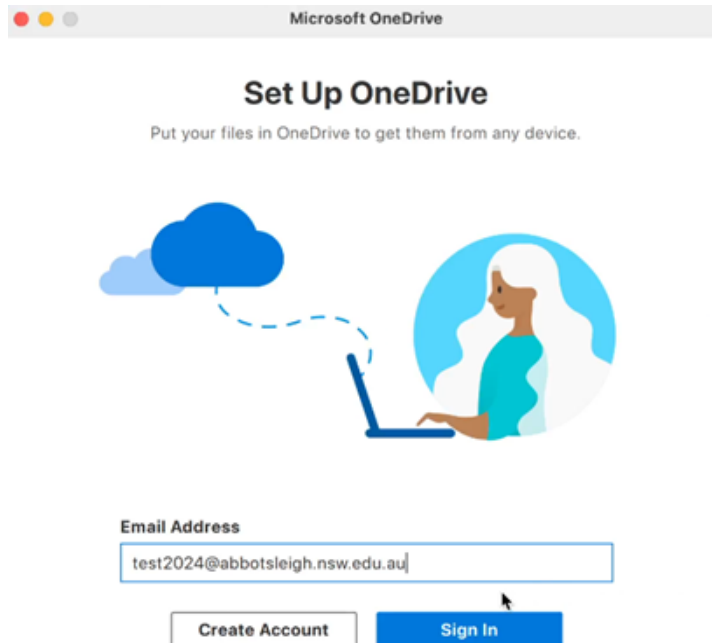 Microsoft OneDrive
Set Up OneDrive
Put your files in OneDrive to get them from any device.
Email Address
test2024@abbotsleigh.nsw.edu.au
Create Account
Sign In